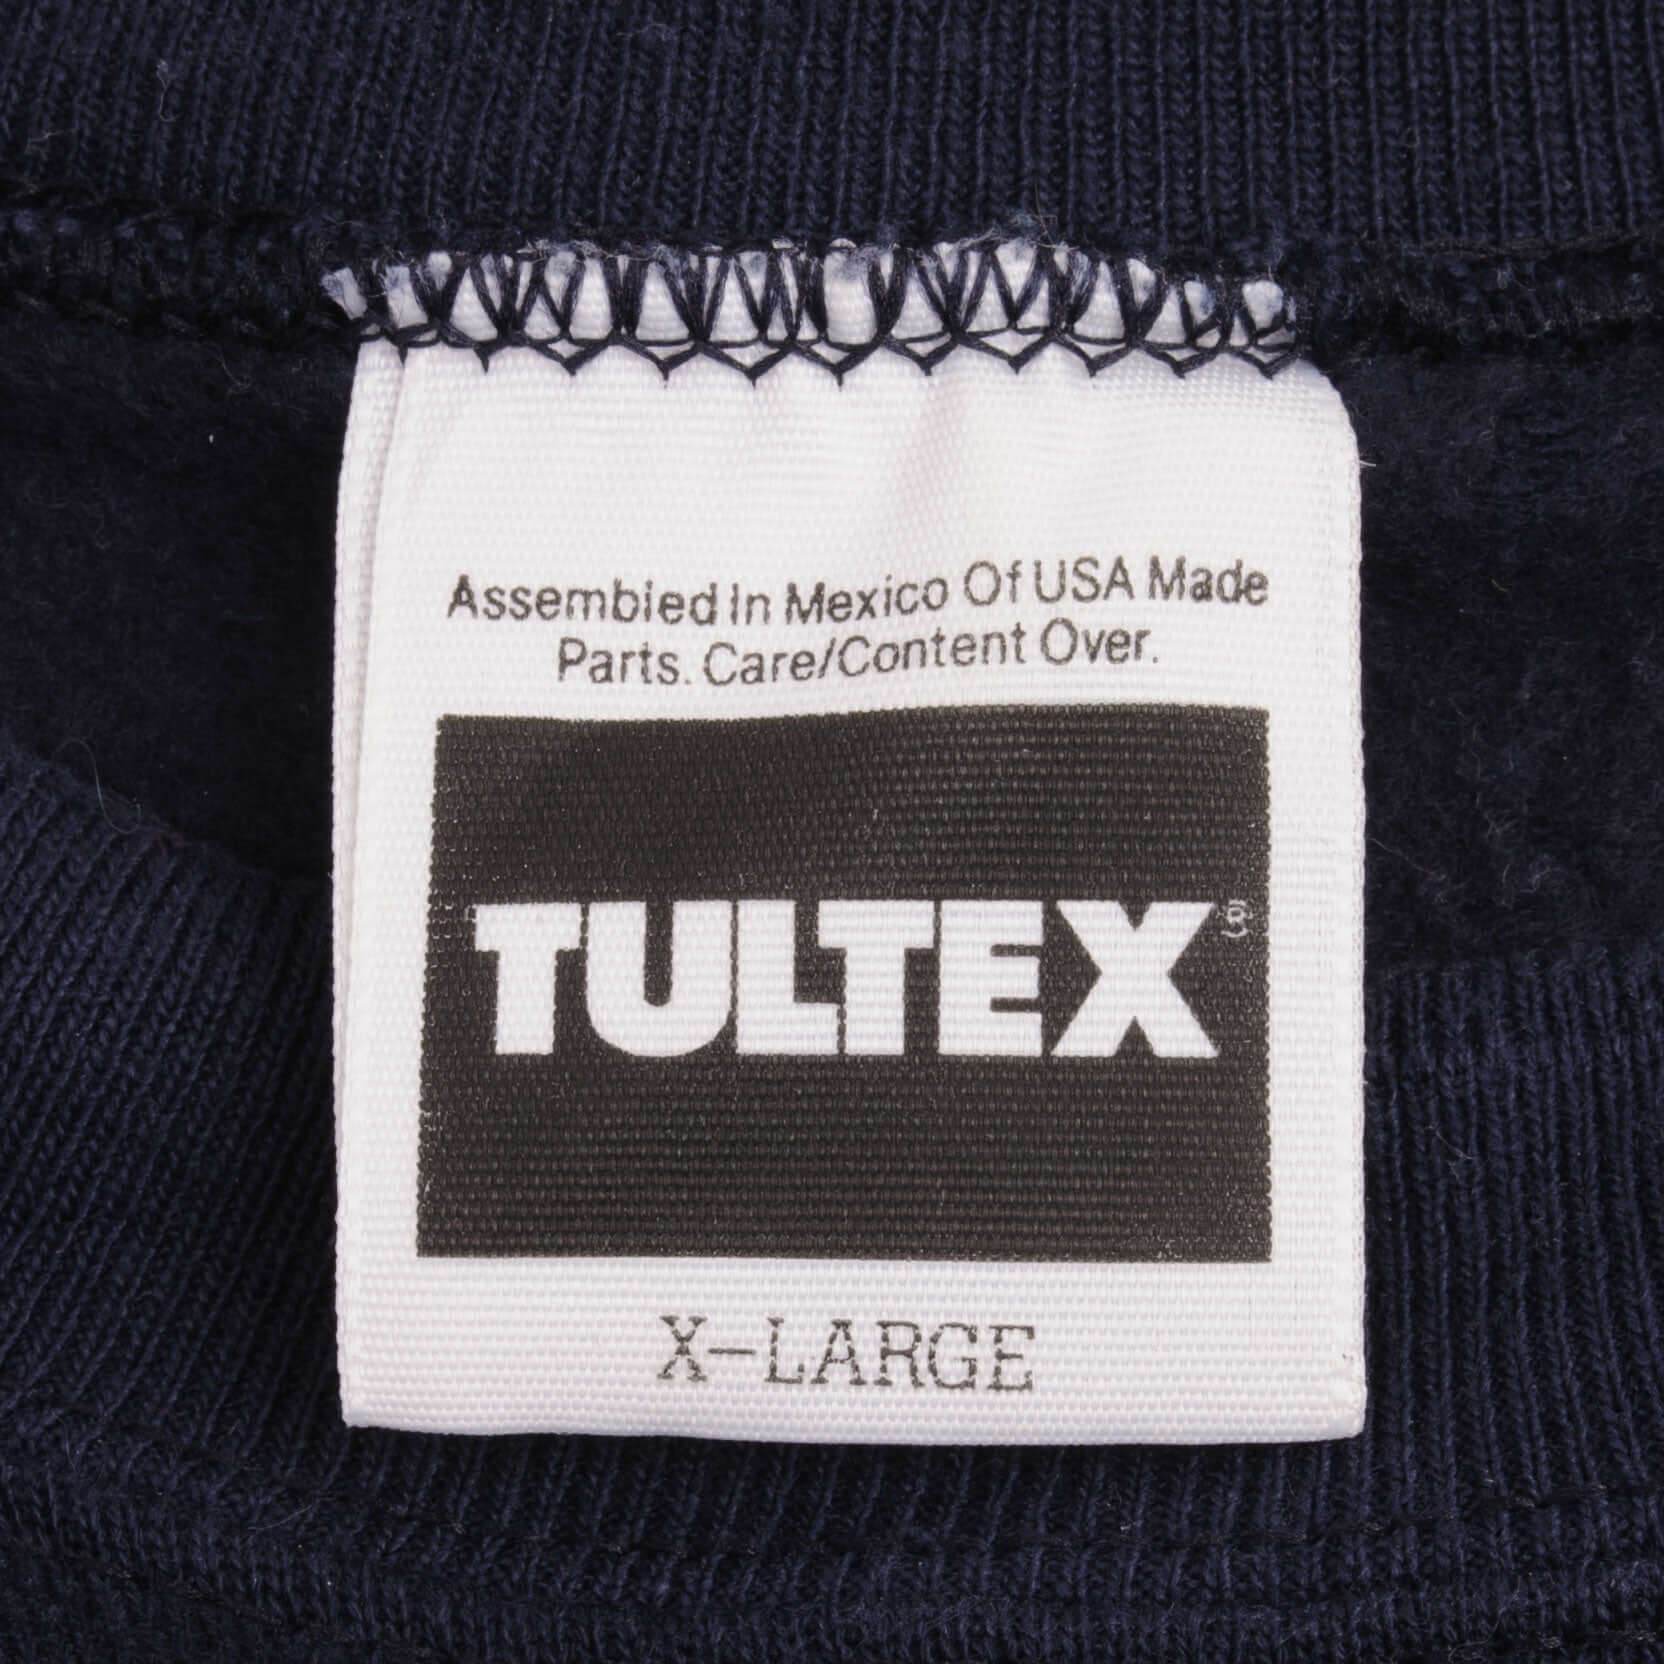 Assembled In Mexico Of USA Made
Parts. Care/Content Over.
TULTEX®
X-LARGE